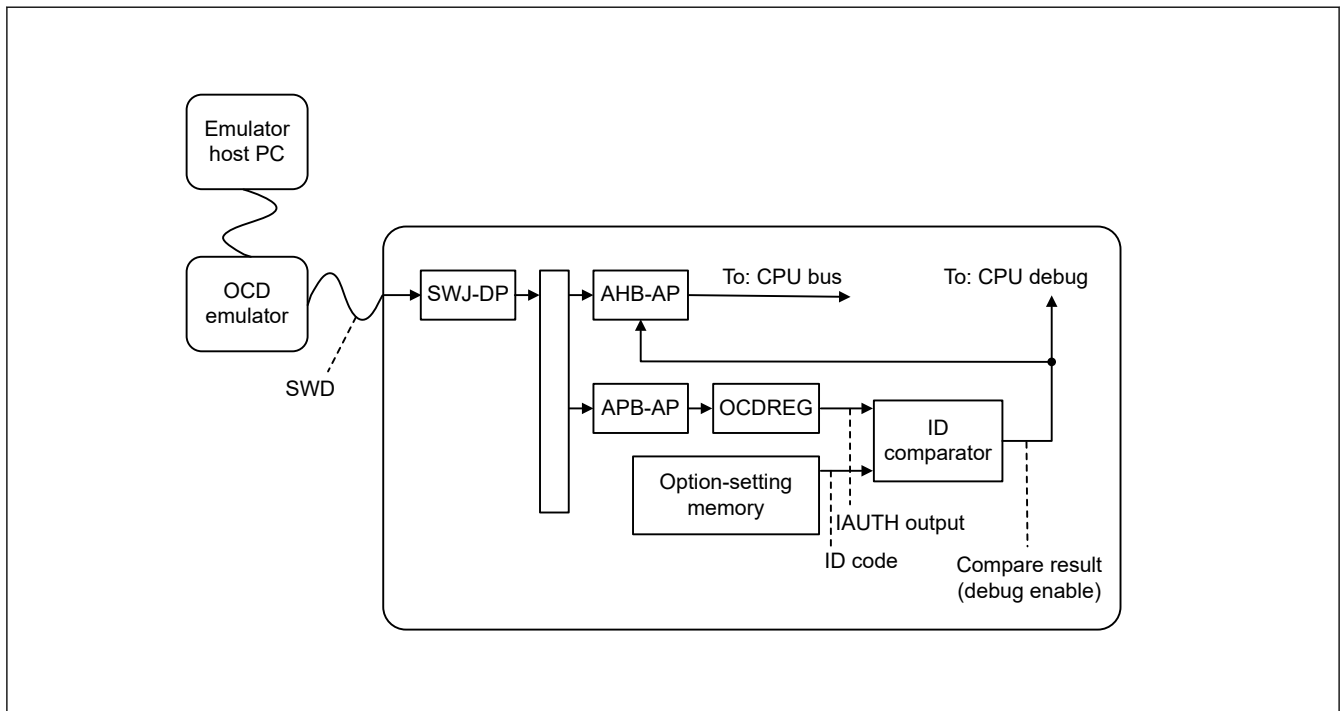 Emulator
host PC
OCD
emulator
SWD
SWJ-DP
AHB-AP
To: CPU bus
To: CPU debug
APB-AP
OCDREG
ID
comparator
Option-setting
memory
IAUTH output
ID code
Compare result
(debug enable)